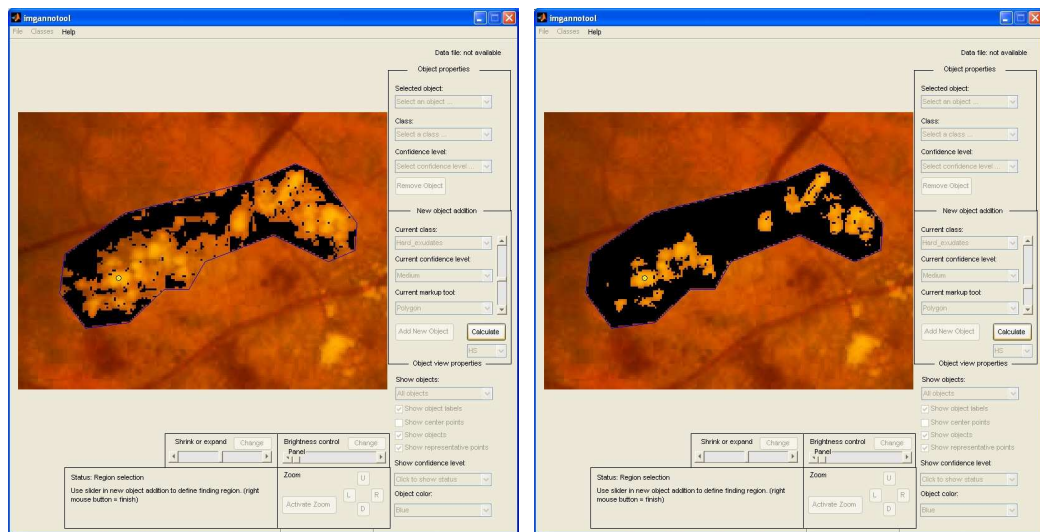 imgannotool
File Classes Help
Data file: not available
Object properties
Selected object:
Select an object ...
Class:
Select a class ...
Confidence level:
Select confidence level ...
Remove Object
New object addition
Current class:
Hard_exudates
Current confidence level:
Medium
Current markup tool:
Polygon
Add New Object Calculate
HS
Object view properties
Show objects:
All objects
Show object labels
Show center points
Show objects
Show representative points
Show confidence level
Click to show status
Object color:
Blue
Shrink or expand Change
Brightness control Change
Panel
Status: Region selection
Use slider in new object addition to define finding region. (right
mouse button = finish)
Zoom
U
L R
D
Activate Zoom
imgannotool
File Classes Help
Data file: not available
Object properties
Selected object:
Select an object ...
Class:
Select a class ...
Confidence level:
Select confidence level ...
Remove Object
New object addition
Current class:
Hard_exudates
Current confidence level:
Medium
Current markup tool:
Polygon
Add New Object Calculate
HS
Object view properties
Show objects:
All objects
Show object labels
Show center points
Show objects
Show representative points
Show confidence level
Click to show status
Object color:
Blue
Shrink or expand Change
Brightness control Change
Panel
Status: Region selection
Use slider in new object addition to define finding region. (right
mouse button = finish)
Zoom
U
L R
D
Activate Zoom